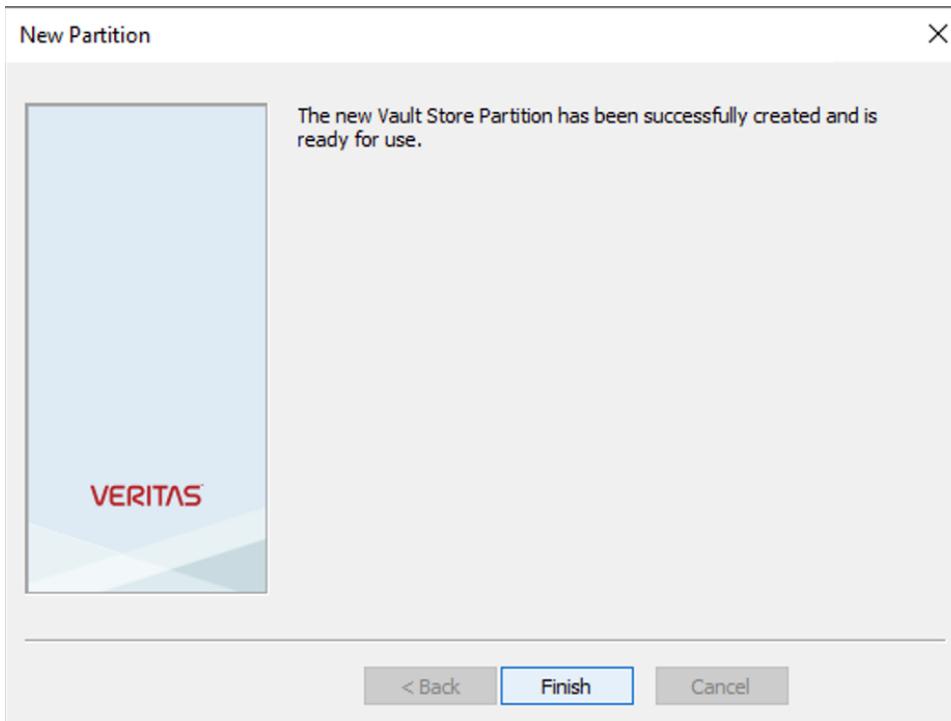 New Partition
The new Vault Store Partition has been successfully created and is
ready for use.
VERITAS
< Back
Finish
Cancel